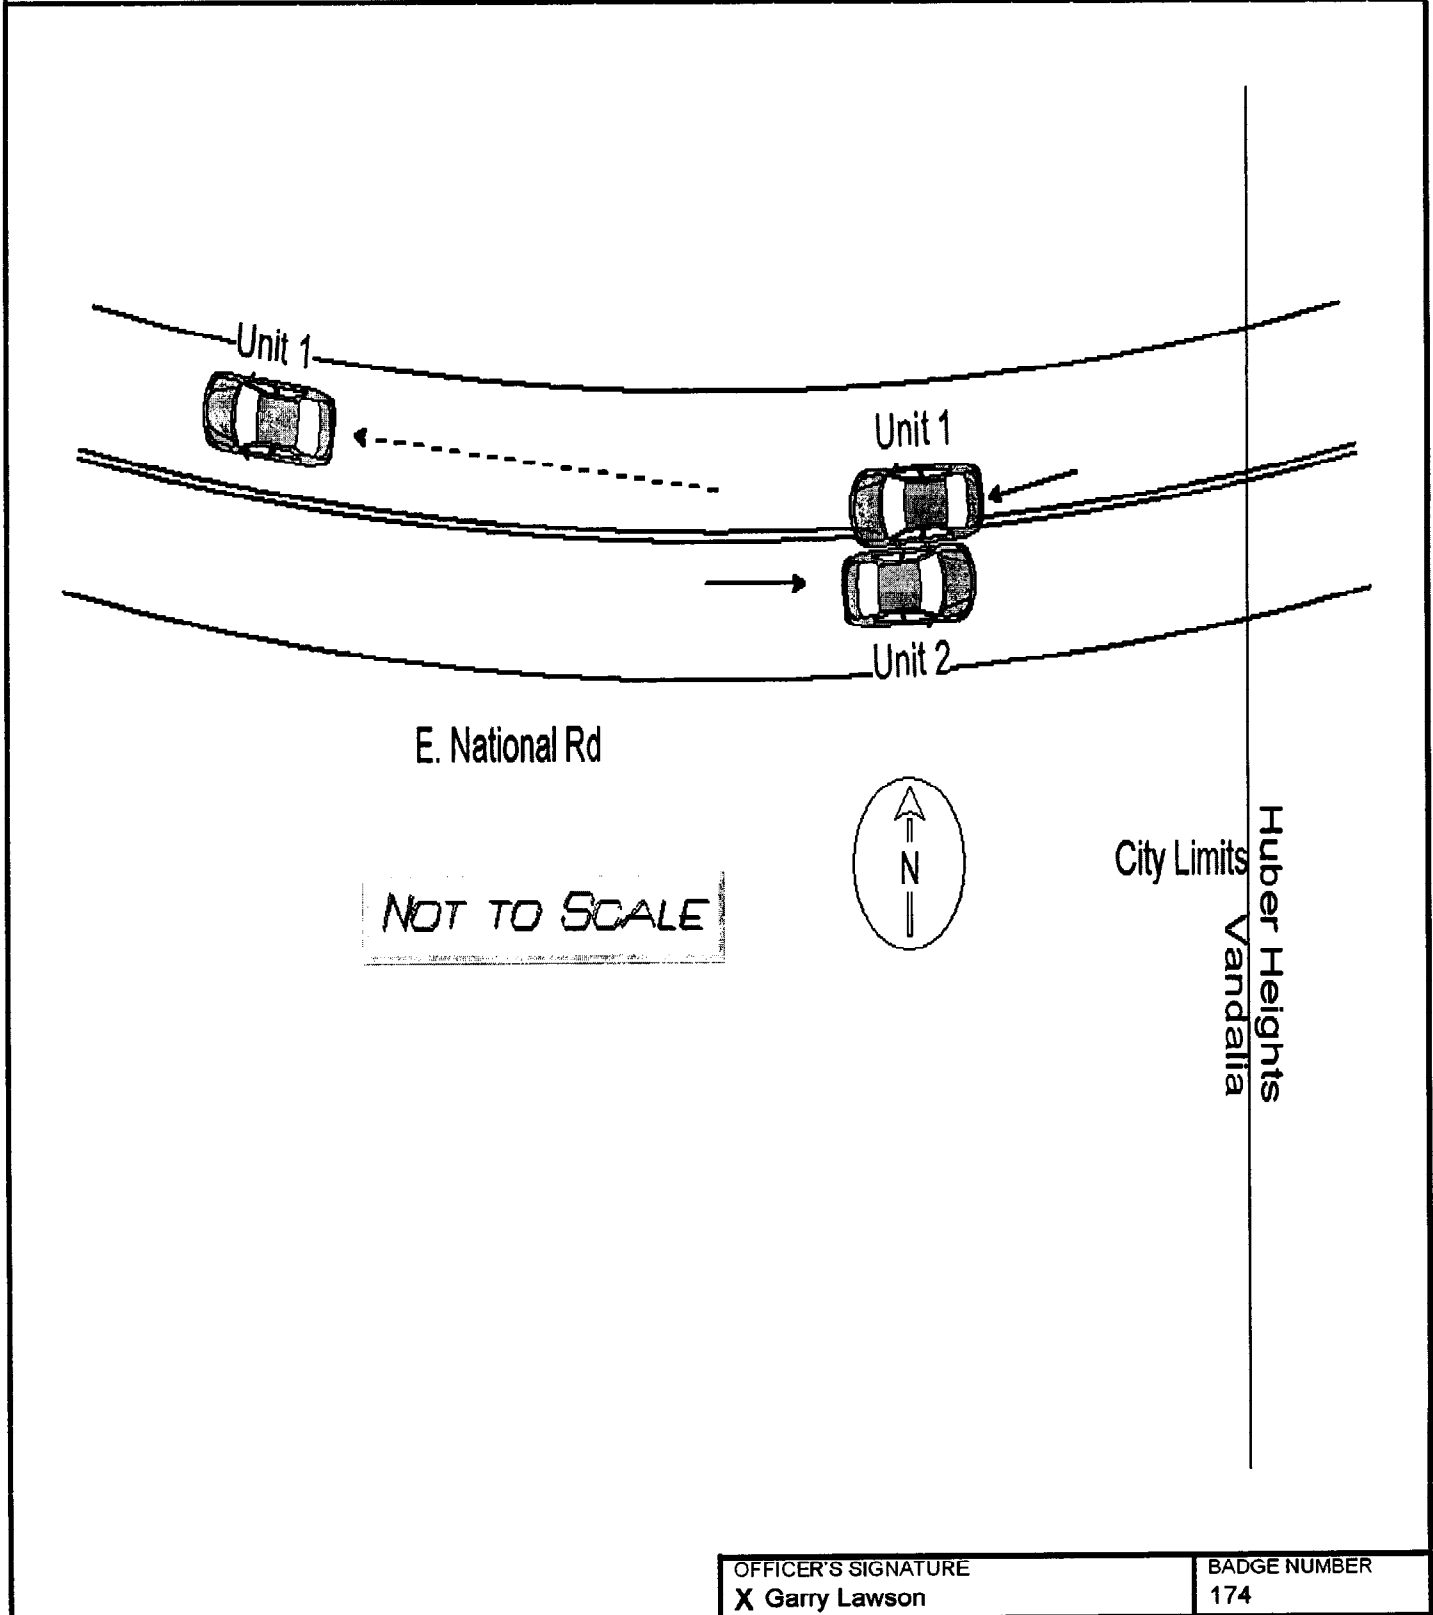 Unit 1
Unit 1
Unit 2
E. National Rd
N
City Limits
Huber Heights
Vandalia
NOT TO SCALE
OFFICER'S SIGNATURE
X Garry Lawson
BADGE NUMBER
174